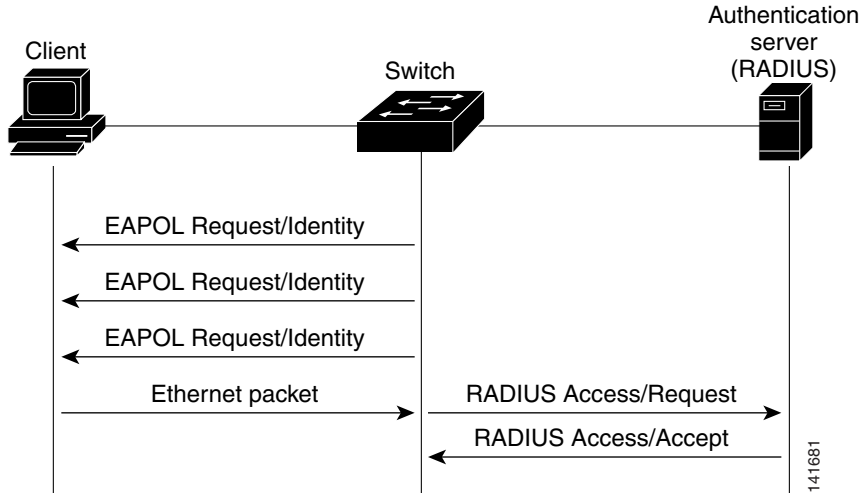 Client
Switch
Authentication
server
(RADIUS)
EAPOL Request/Identity
EAPOL Request/Identity
EAPOL Request/Identity
Ethernet packet
RADIUS Access/Request
RADIUS Access/Accept
141681